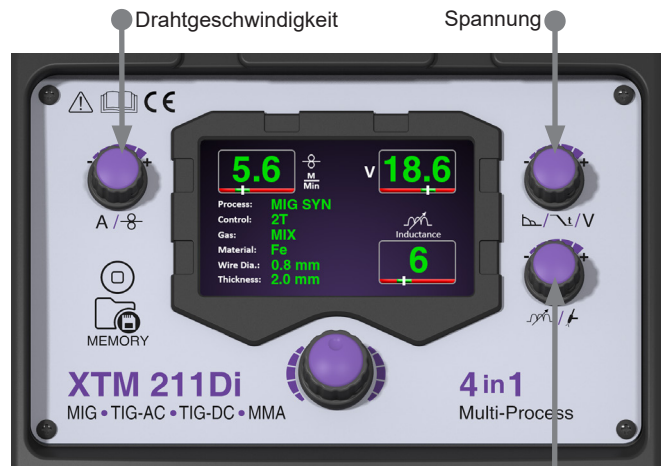 Drahtgeschwindigkeit
Spannung
CE
- +
- +
5.6 M/Min
V 18.6
Process: MIG SYN
Control: 2T
Gas: MIX
Material: Fe
Wire Dia.: 0.8 mm
Thickness: 2.0 mm
Inductance
6
A /
/ t / V
- +
/
MEMORY
XTM 211Di
MIG • TIG-AC • TIG-DC • MMA
4 in 1
Multi-Process